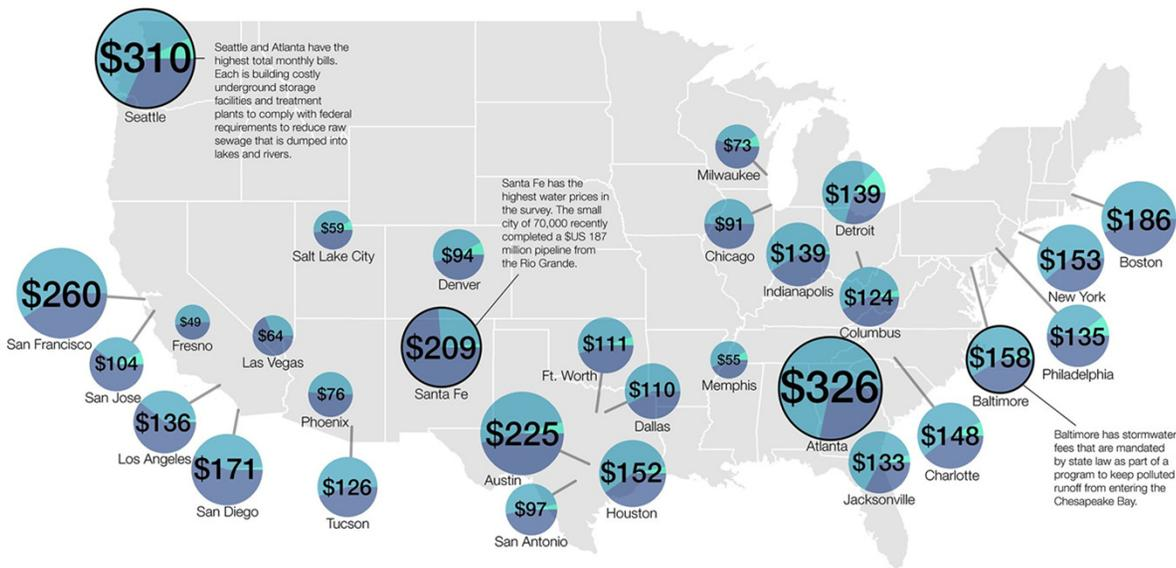 $310
Seattle
Seattle and Atlanta have the
highest total monthly bills.
Each is building costly
underground storage
facilities and treatment
plants to comply with federal
requirements to reduce raw
sewage that is dumped into
lakes and rivers.
$73
Milwaukee
Santa Fe has the
highest water prices in
the survey. The small
city of 70,000 recently
completed a $US 187
million pipeline from
the Rio Grande.
$139
Detroit
$59
Salt Lake City
$94
Denver
$91
Chicago
$139
Indianapolis
$186
Boston
$153
New York
$260
San Francisco
$49
Fresno
$64
Las Vegas
$124
Columbus
$135
Philadelphia
$104
San Jose
$209
Santa Fe
$111
Ft. Worth
$55
Memphis
$158
Baltimore
$326
Atlanta
$136
Los Angeles
$76
Phoenix
$110
Dallas
$171
San Diego
$225
Austin
$148
Charlotte
Baltimore has stormwater
fees that are mandated
by state law as part of a
program to keep polluted
runoff from entering the
Chesapeake Bay.
$126
Tucson
$152
Houston
$133
Jacksonville
$97
San Antonio